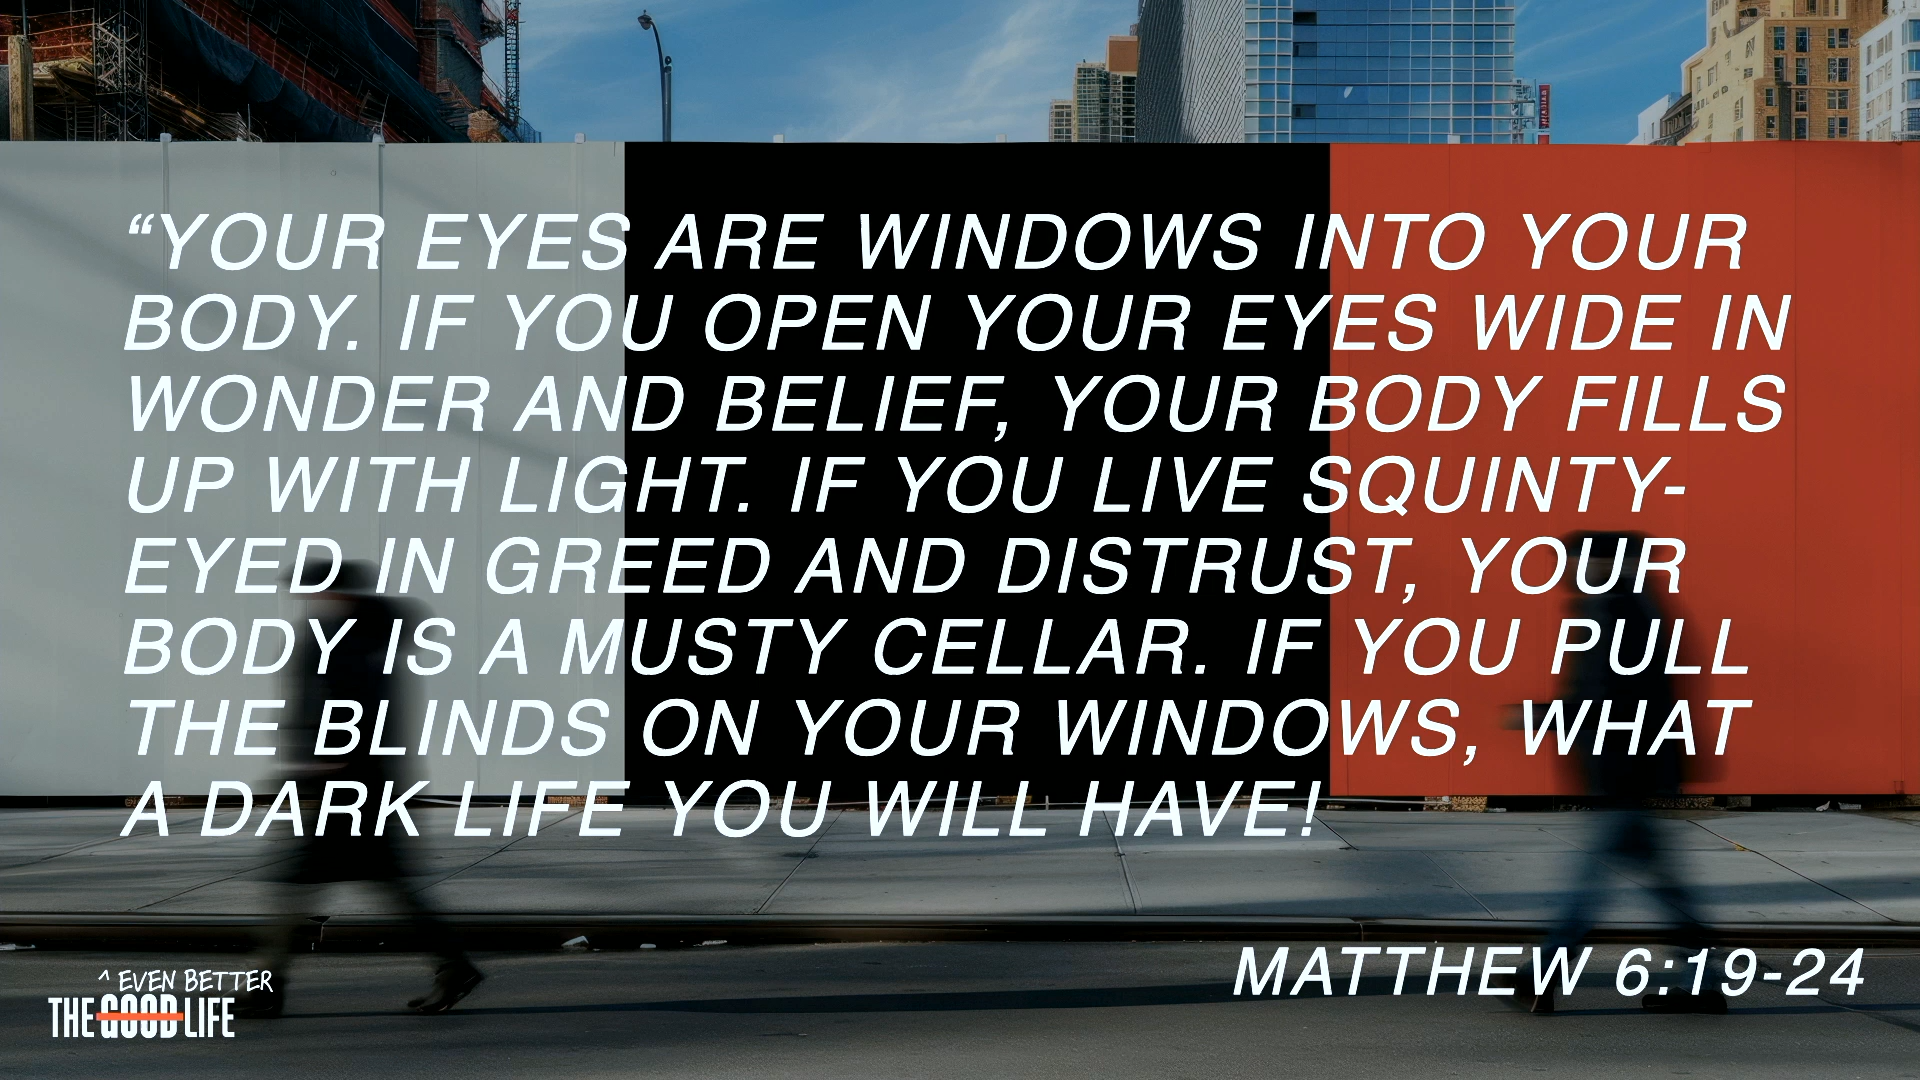 “YOUR EYES ARE WINDOWS INTO YOUR
BODY. IF YOU OPEN YOUR EYES WIDE IN
WONDER AND BELIEF, YOUR BODY FILLS
UP WITH LIGHT. IF YOU LIVE SQUINTY-
EYED IN GREED AND DISTRUST, YOUR
BODY IS A MUSTY CELLAR. IF YOU PULL
THE BLINDS ON YOUR WINDOWS, WHAT
A DARK LIFE YOU WILL HAVE!
MATTHEW 6:19-24
^ EVEN BETTER
THE GOOD LIFE